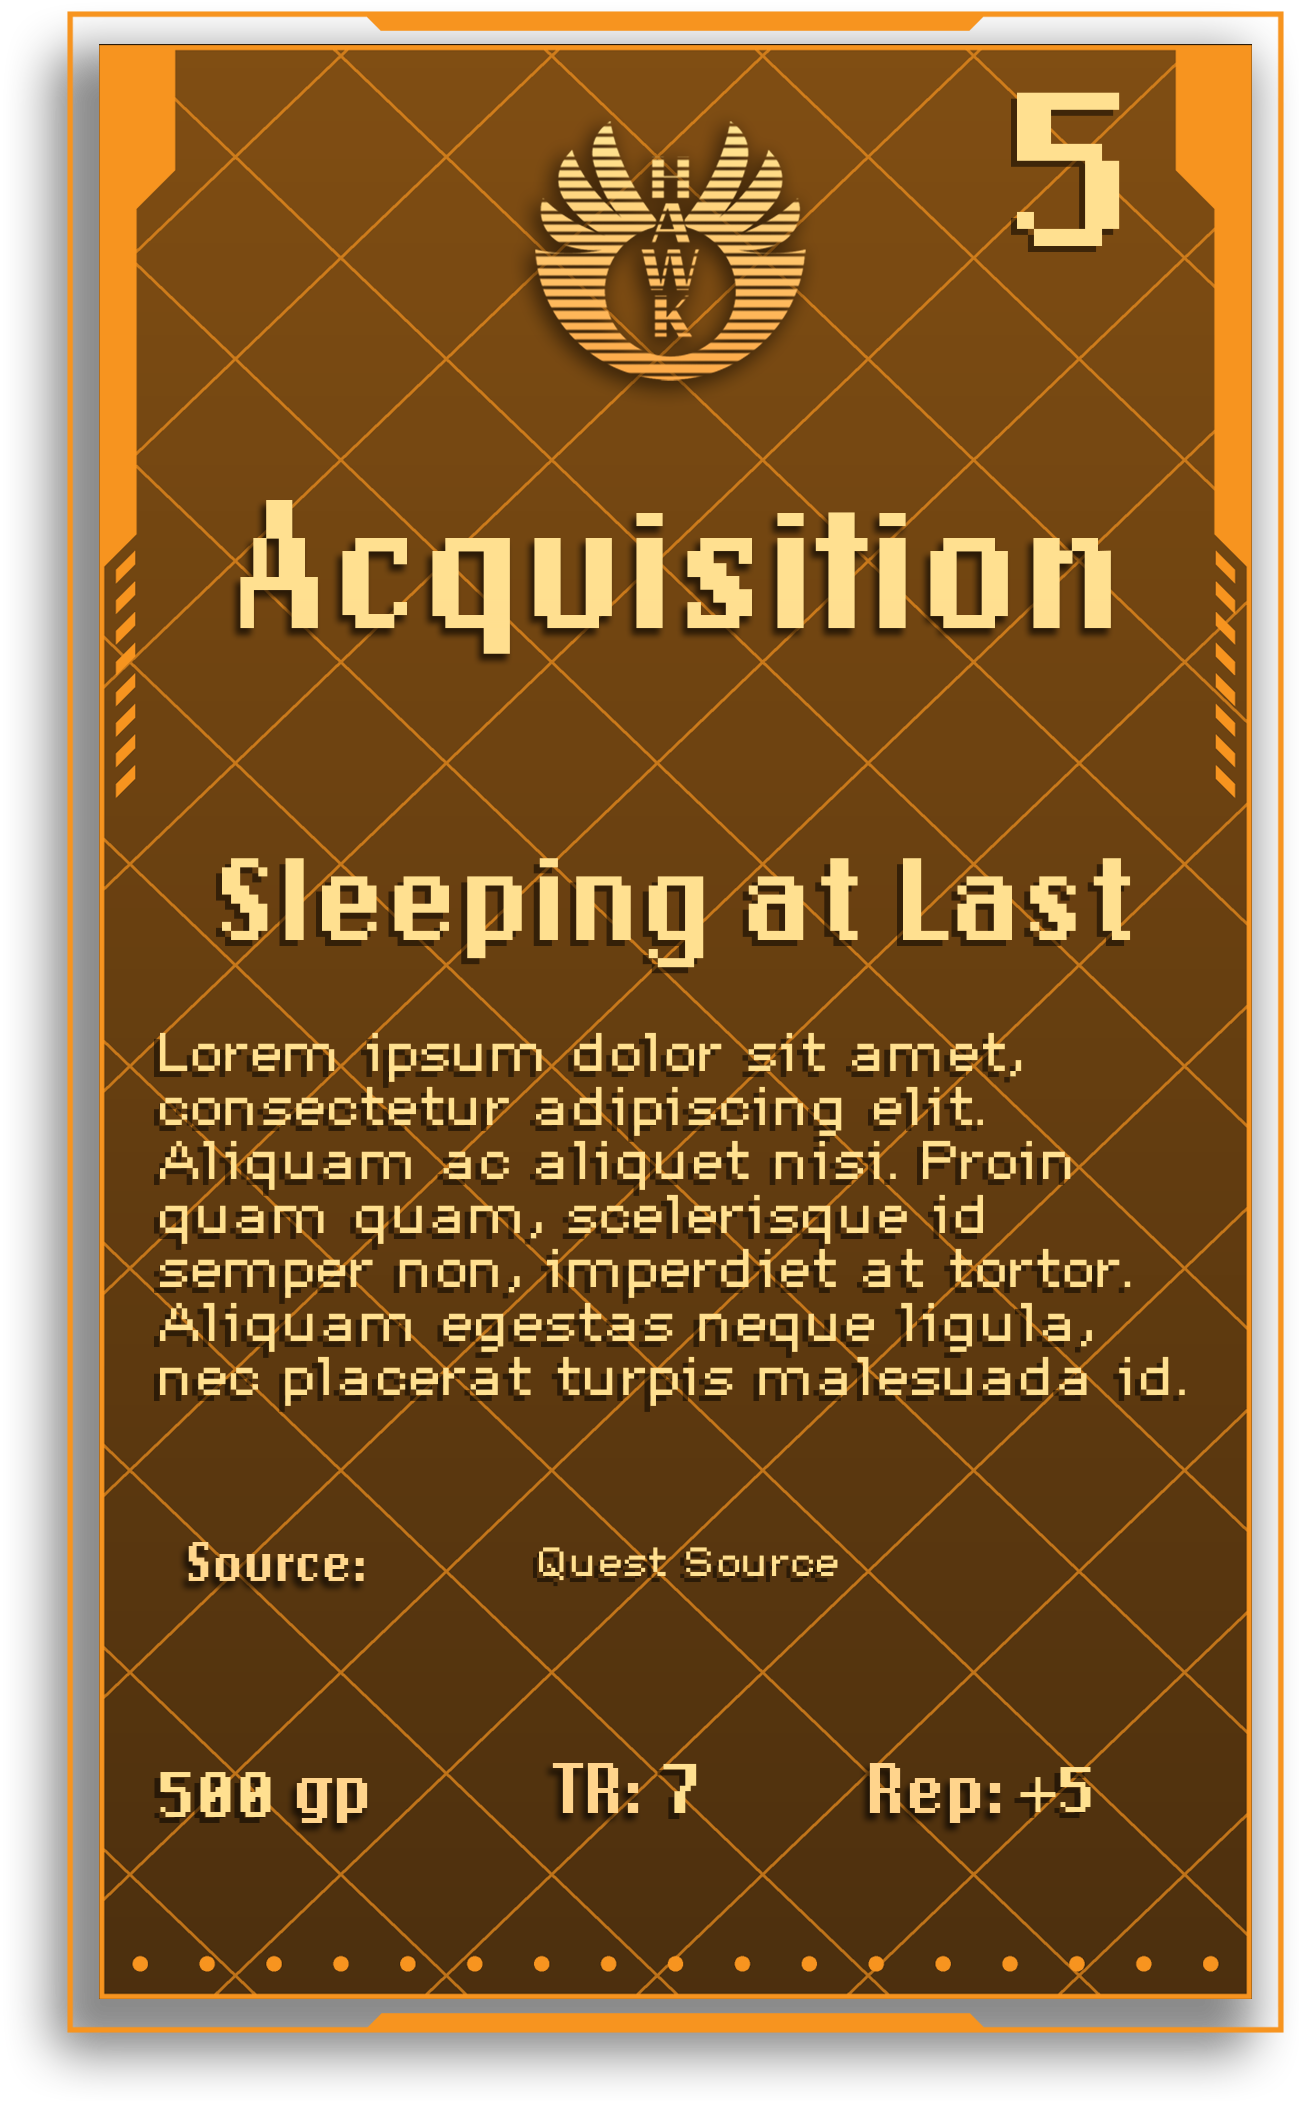 5
HAWK
Acquisition
Sleeping at Last
Lorem ipsum dolor sit amet,
consectetur adipiscing elit.
Aliquam ac aliquet nisi. Proin
quam quam, scelerisque id
semper non, imperdiet at tortor.
Aliquam egestas neque ligula,
nec placerat turpis malesuada id.
Source: Quest Source
500 gp TR: 7 Rep: +5